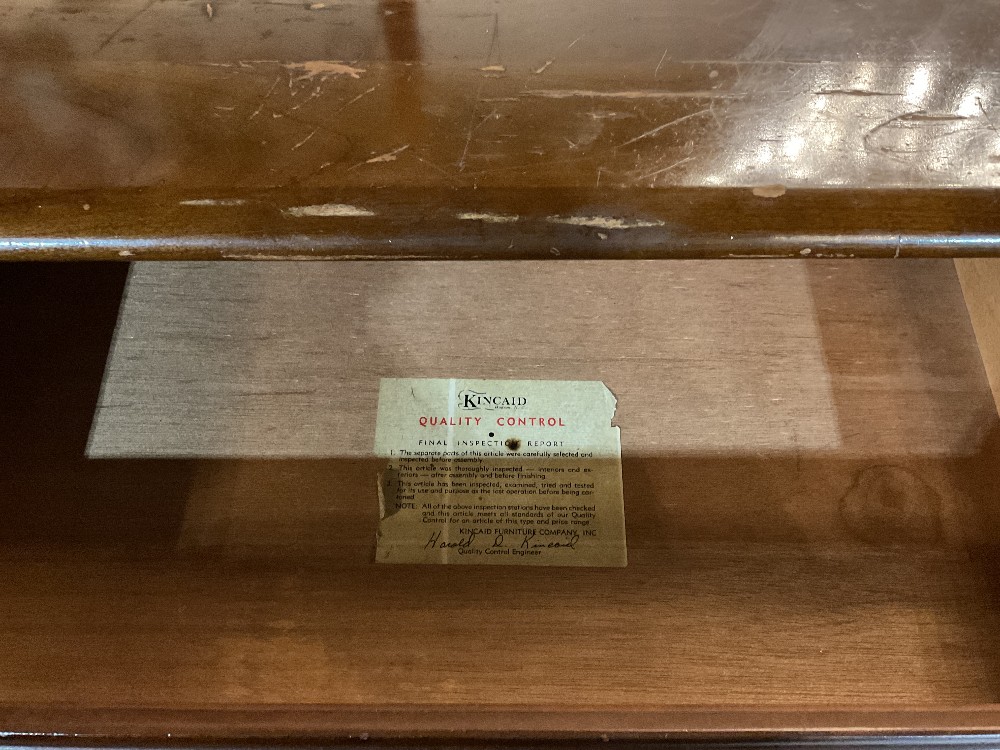 KINCAID
QUALITY CONTROL
FINAL INSPECTION REPORT
1. The separate parts of this article were carefully selected and
inspected before assembly.
2. This article was thoroughly inspected — interiors and ex-
teriors — after assembly and before finishing.
3. This article has been inspected, examined, tried and tested
for its use and purpose as the last operation before being car-
toned
NOTE: All of the above inspection stations have been checked
and this article meets all standards of our Quality
Control for an article of this type and price range
KINCAID FURNITURE COMPANY, INC
Harold D. Kincaid
Quality Control Engineer